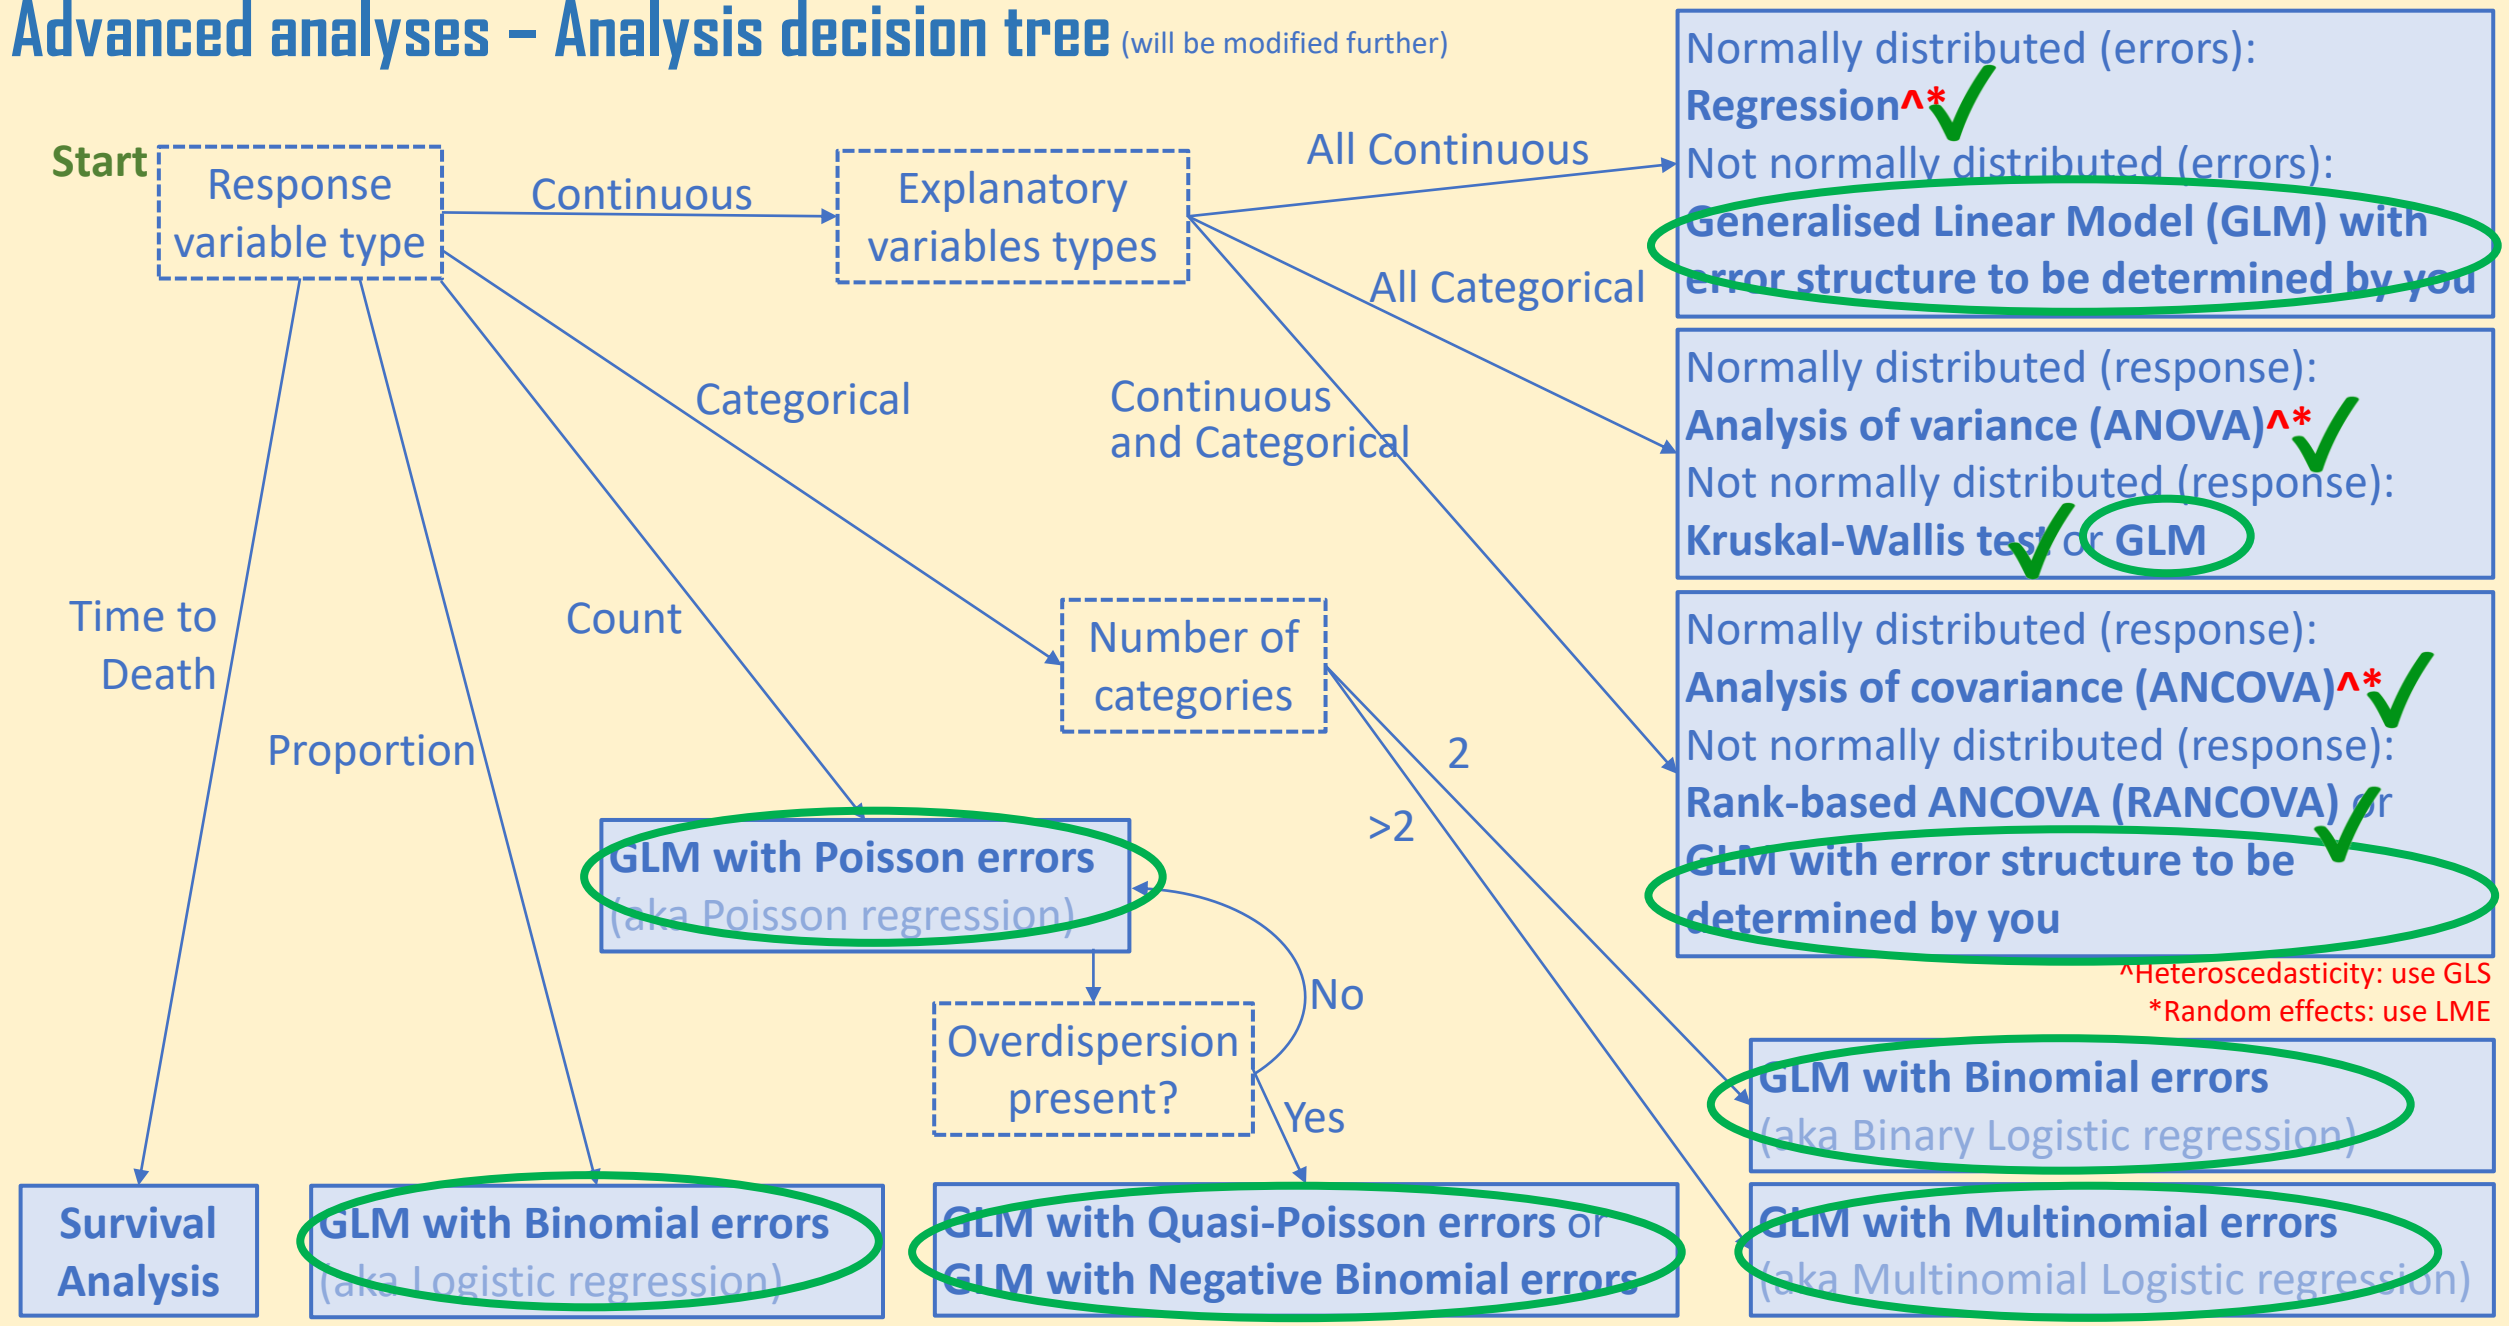 Advanced analyses – Analysis decision tree (will be modified further)
Start
Response
variable type
Continuous
Explanatory
variables types
All Continuous
All Categorical
Continuous
and Categorical
Normally distributed (errors):
Regression^*
Not normally distributed (errors):
Generalised Linear Model (GLM) with
error structure to be determined by you
Normally distributed (response):
Analysis of variance (ANOVA)^*
Not normally distributed (response):
Kruskal-Wallis test or GLM
Normally distributed (response):
Analysis of covariance (ANCOVA)^*
Not normally distributed (response):
Rank-based ANCOVA (RANCOVA) or
GLM with error structure to be
determined by you
^Heteroscedasticity: use GLS
*Random effects: use LME
Categorical
Number of
categories
2
>2
GLM with Binomial errors
(aka Binary Logistic regression)
GLM with Multinomial errors
(aka Multinomial Logistic regression)
Count
GLM with Poisson errors
(aka Poisson regression)
Overdispersion
present?
No
Yes
GLM with Quasi-Poisson errors or
GLM with Negative Binomial errors
Proportion
GLM with Binomial errors
(aka Logistic regression)
Time to
Death
Survival
Analysis